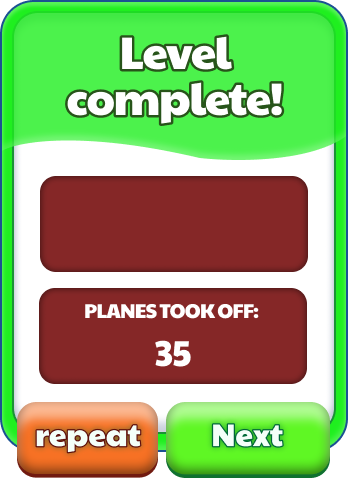 Level
complete!
PLANES TOOK OFF:
35
repeat
Next